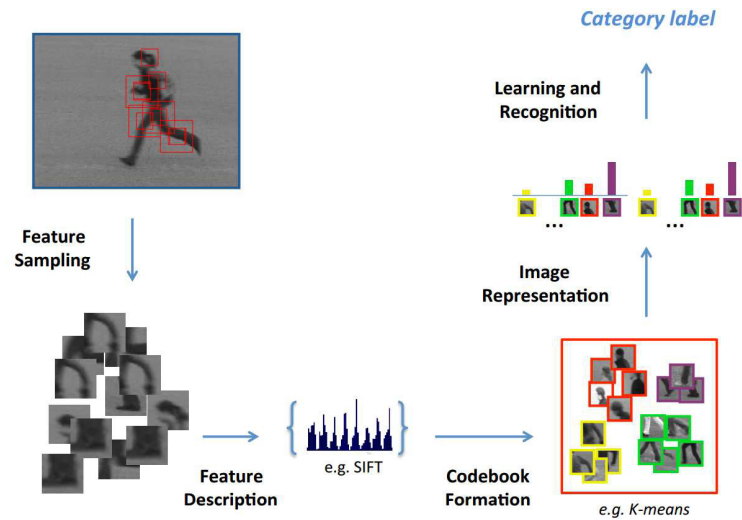 Category label
Learning and
Recognition
...
...
Feature
Sampling
Image
Representation
{ }
e.g. SIFT
Feature
Description
Codebook
Formation
e.g. K-means